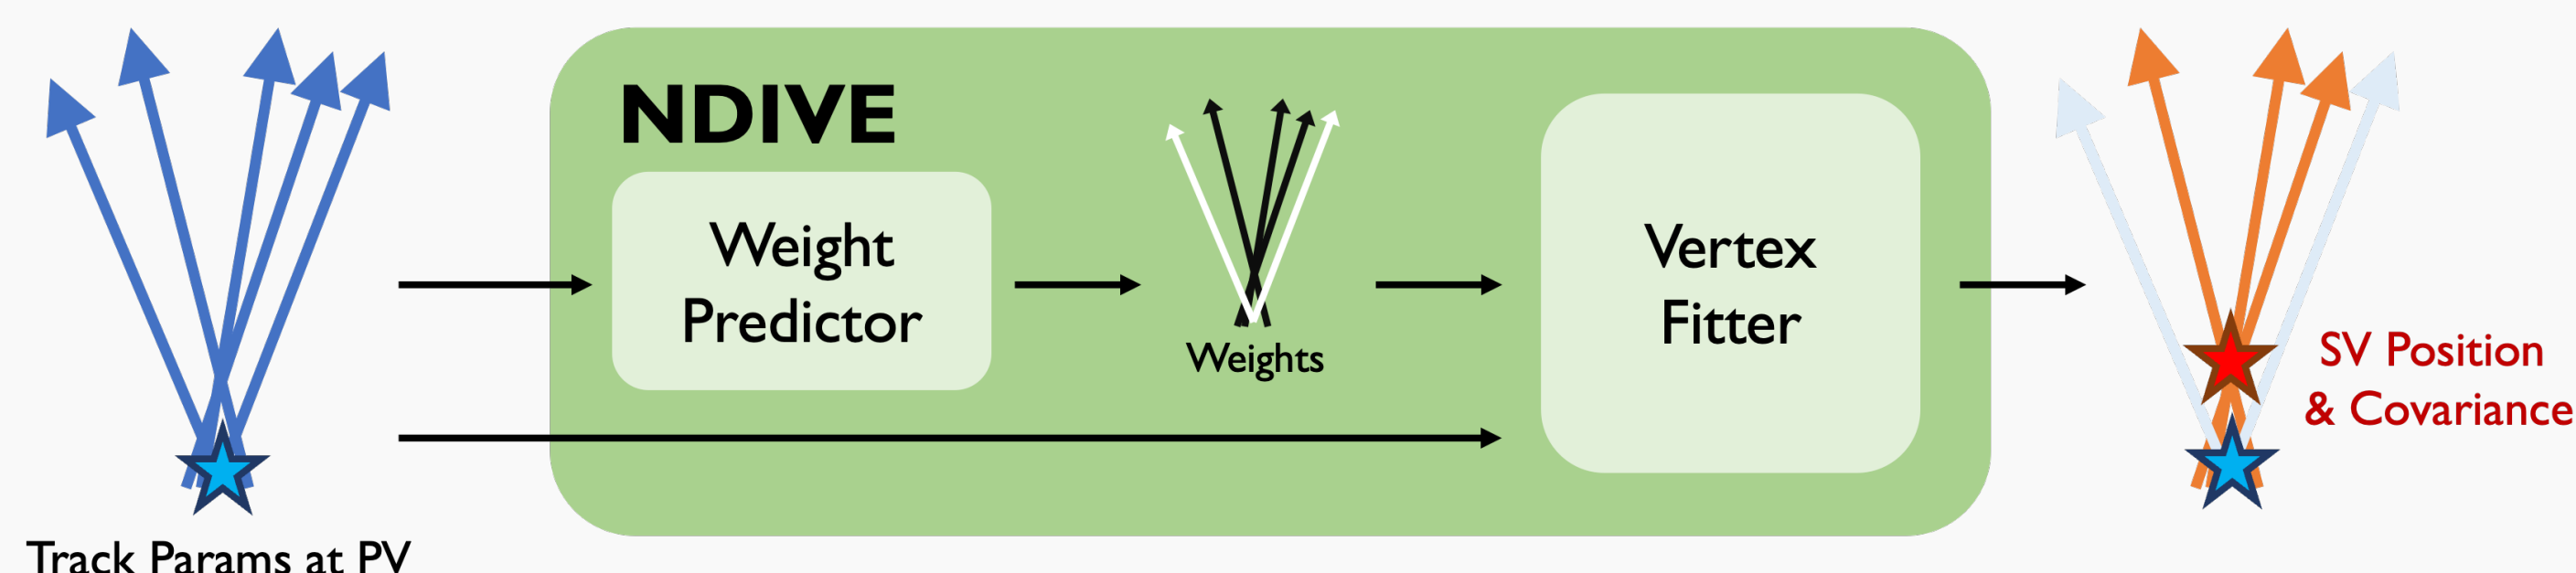 NDIVE
Weight
Predictor
Weights
Vertex
Fitter
SV Position
& Covariance
Track Params at PV